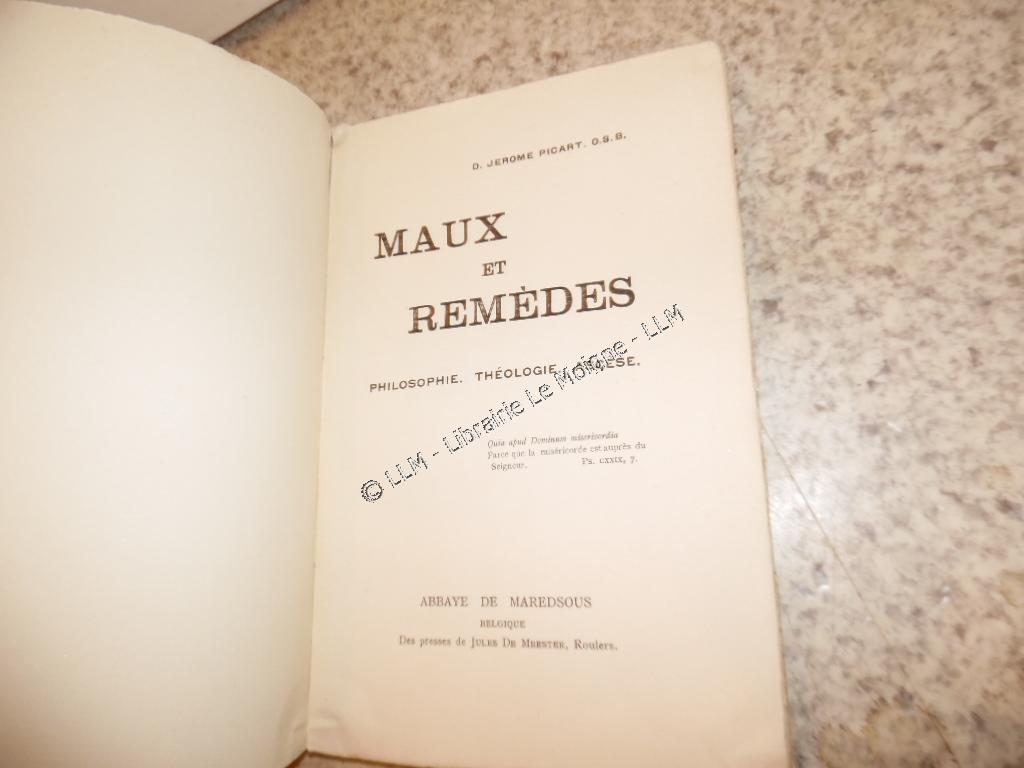 D. JEROME PICART. O.S.B.
MAUX
ET
REMÈDES
PHILOSOPHIE. THÉOLOGIE.
Quia apud Dominum misericordia
Parce que la miséricorde est auprès du
Seigneur. Ps. CXXIX, 7.
© LLM - Librairie Le Moigne - LLM
ABBAYE DE MAREDSOUS
BELGIQUE
Des presses de JULES DE MEESTER, Roulers.